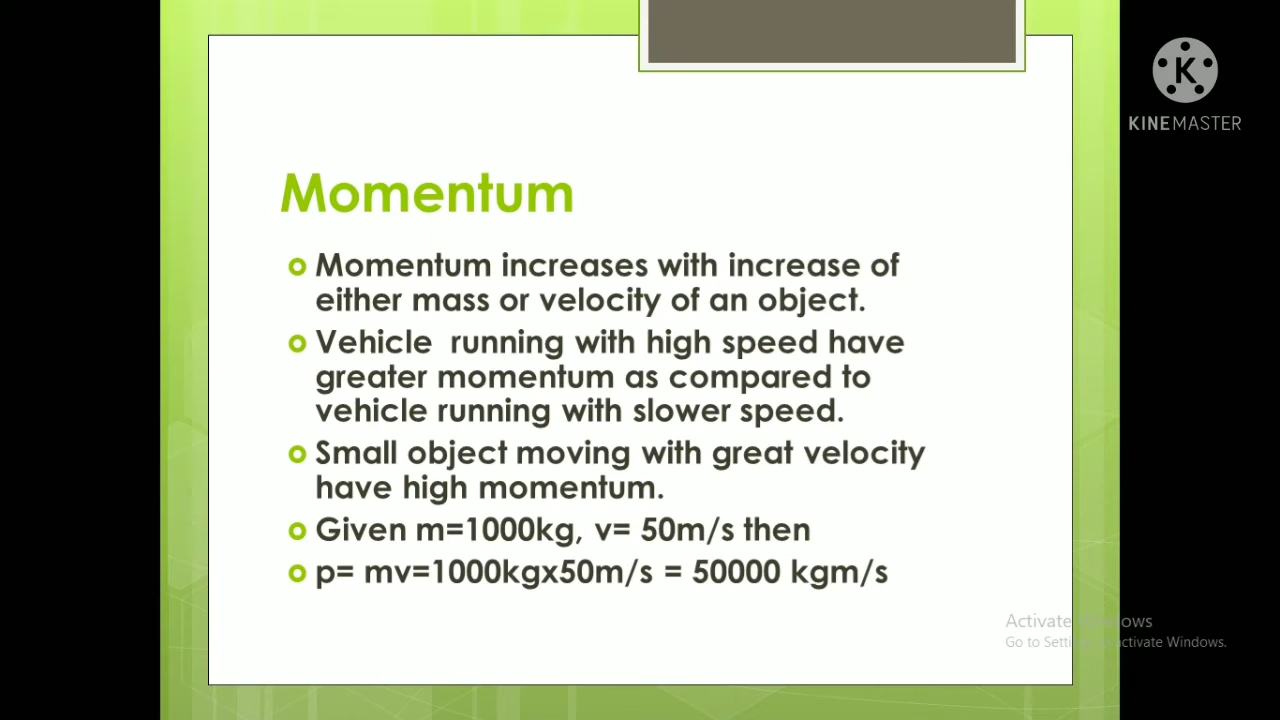 K
KINEMASTER
Momentum
Momentum increases with increase of
either mass or velocity of an object.
Vehicle running with high speed have
greater momentum as compared to
vehicle running with slower speed.
Small object moving with great velocity
have high momentum.
Given m=1000kg, v= 50m/s then
p= mv=1000kgx50m/s = 50000 kgm/s
Activate Windows
Go to Settings to activate Windows.